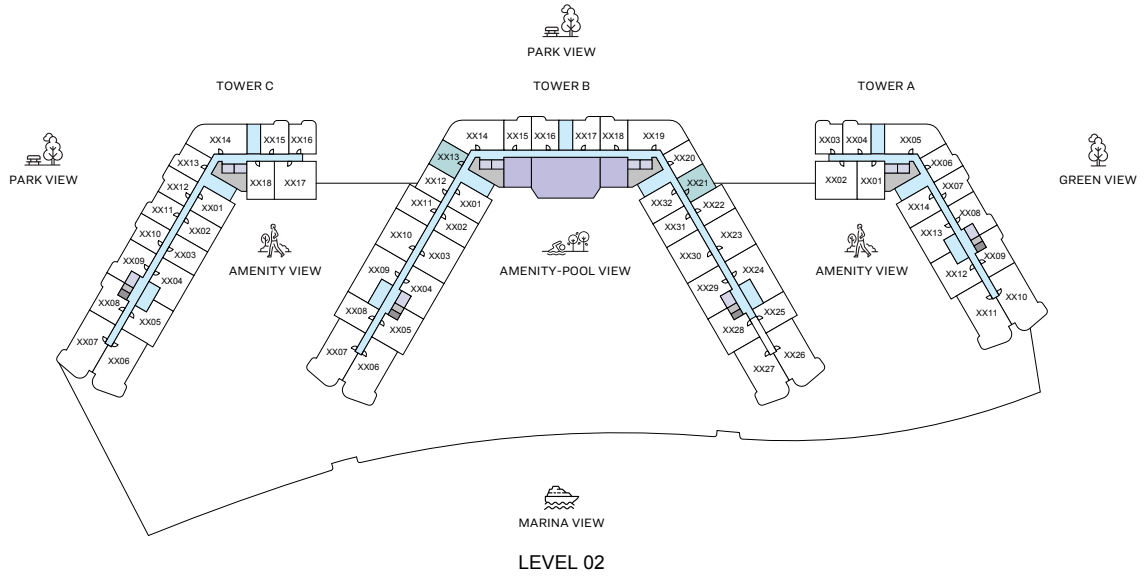 PARK VIEW
TOWER C
TOWER B
TOWER A
PARK VIEW
GREEN VIEW
XX14
XX15
XX16
XX13
XX18
XX17
XX12
XX01
XX11
XX02
XX10
XX03
XX09
XX04
XX08
XX05
XX07
XX06
XX14
XX15
XX16
XX17
XX18
XX19
XX13
XX20
XX12
XX01
XX21
XX11
XX02
XX32
XX22
XX10
XX03
XX31
XX23
XX09
XX04
XX30
XX24
XX08
XX05
XX29
XX25
XX07
XX06
XX28
XX26
XX27
XX03
XX04
XX05
XX02
XX01
XX06
XX07
XX14
XX08
XX13
XX09
XX12
XX10
XX11
AMENITY VIEW
AMENITY-POOL VIEW
AMENITY VIEW
MARINA VIEW
LEVEL 02